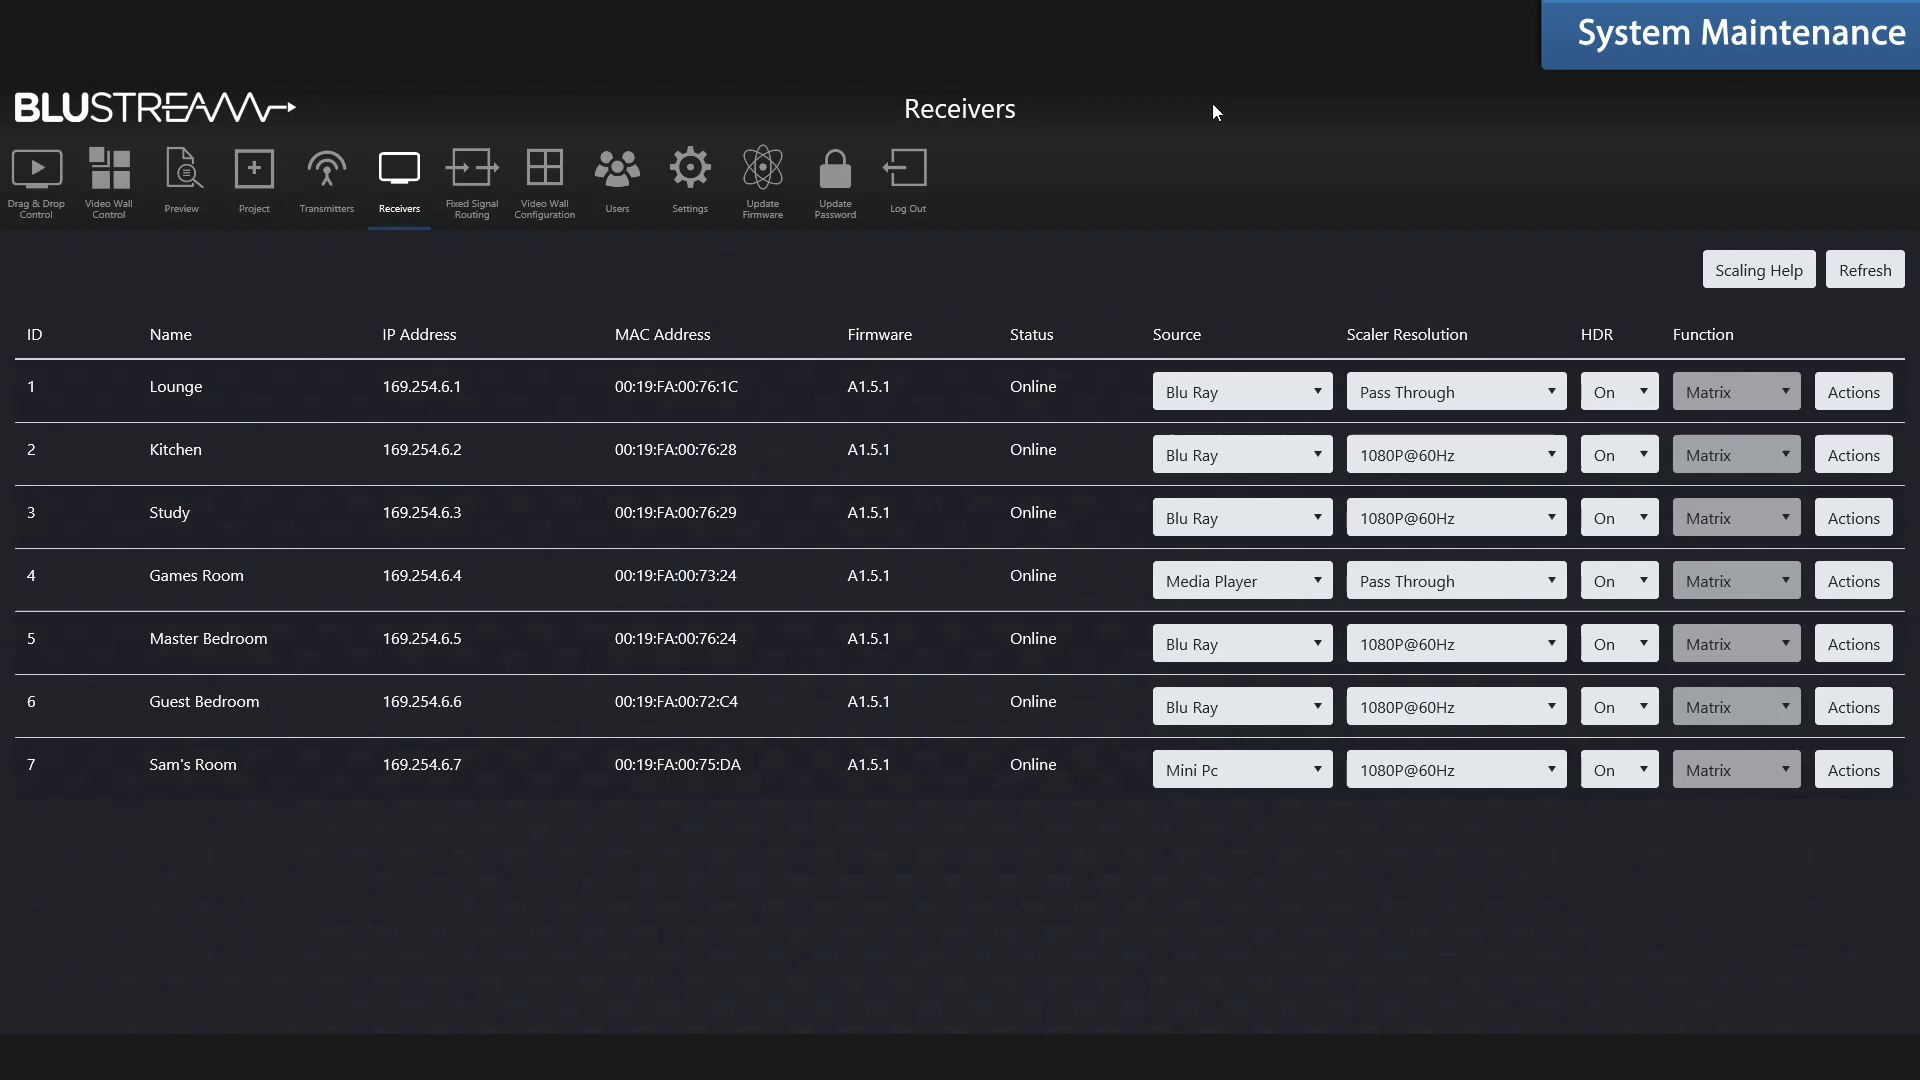 System Maintenance
BLUSTREAM
Receivers
Drag & Drop Control
Video Wall Control
Preview
Project
Transmitters
Receivers
Fixed Signal Routing
Video Wall Configuration
Users
Settings
Update Firmware
Update Password
Log Out
Scaling Help Refresh
ID Name IP Address MAC Address Firmware Status Source Scaler Resolution HDR Function
1 Lounge 169.254.6.1 00:19:FA:00:76:1C A1.5.1 Online Blu Ray Pass Through On Matrix Actions
2 Kitchen 169.254.6.2 00:19:FA:00:76:28 A1.5.1 Online Blu Ray 1080P@60Hz On Matrix Actions
3 Study 169.254.6.3 00:19:FA:00:76:29 A1.5.1 Online Blu Ray 1080P@60Hz On Matrix Actions
4 Games Room 169.254.6.4 00:19:FA:00:73:24 A1.5.1 Online Media Player Pass Through On Matrix Actions
5 Master Bedroom 169.254.6.5 00:19:FA:00:76:24 A1.5.1 Online Blu Ray 1080P@60Hz On Matrix Actions
6 Guest Bedroom 169.254.6.6 00:19:FA:00:72:C4 A1.5.1 Online Blu Ray 1080P@60Hz On Matrix Actions
7 Sam's Room 169.254.6.7 00:19:FA:00:75:DA A1.5.1 Online Mini Pc 1080P@60Hz On Matrix Actions